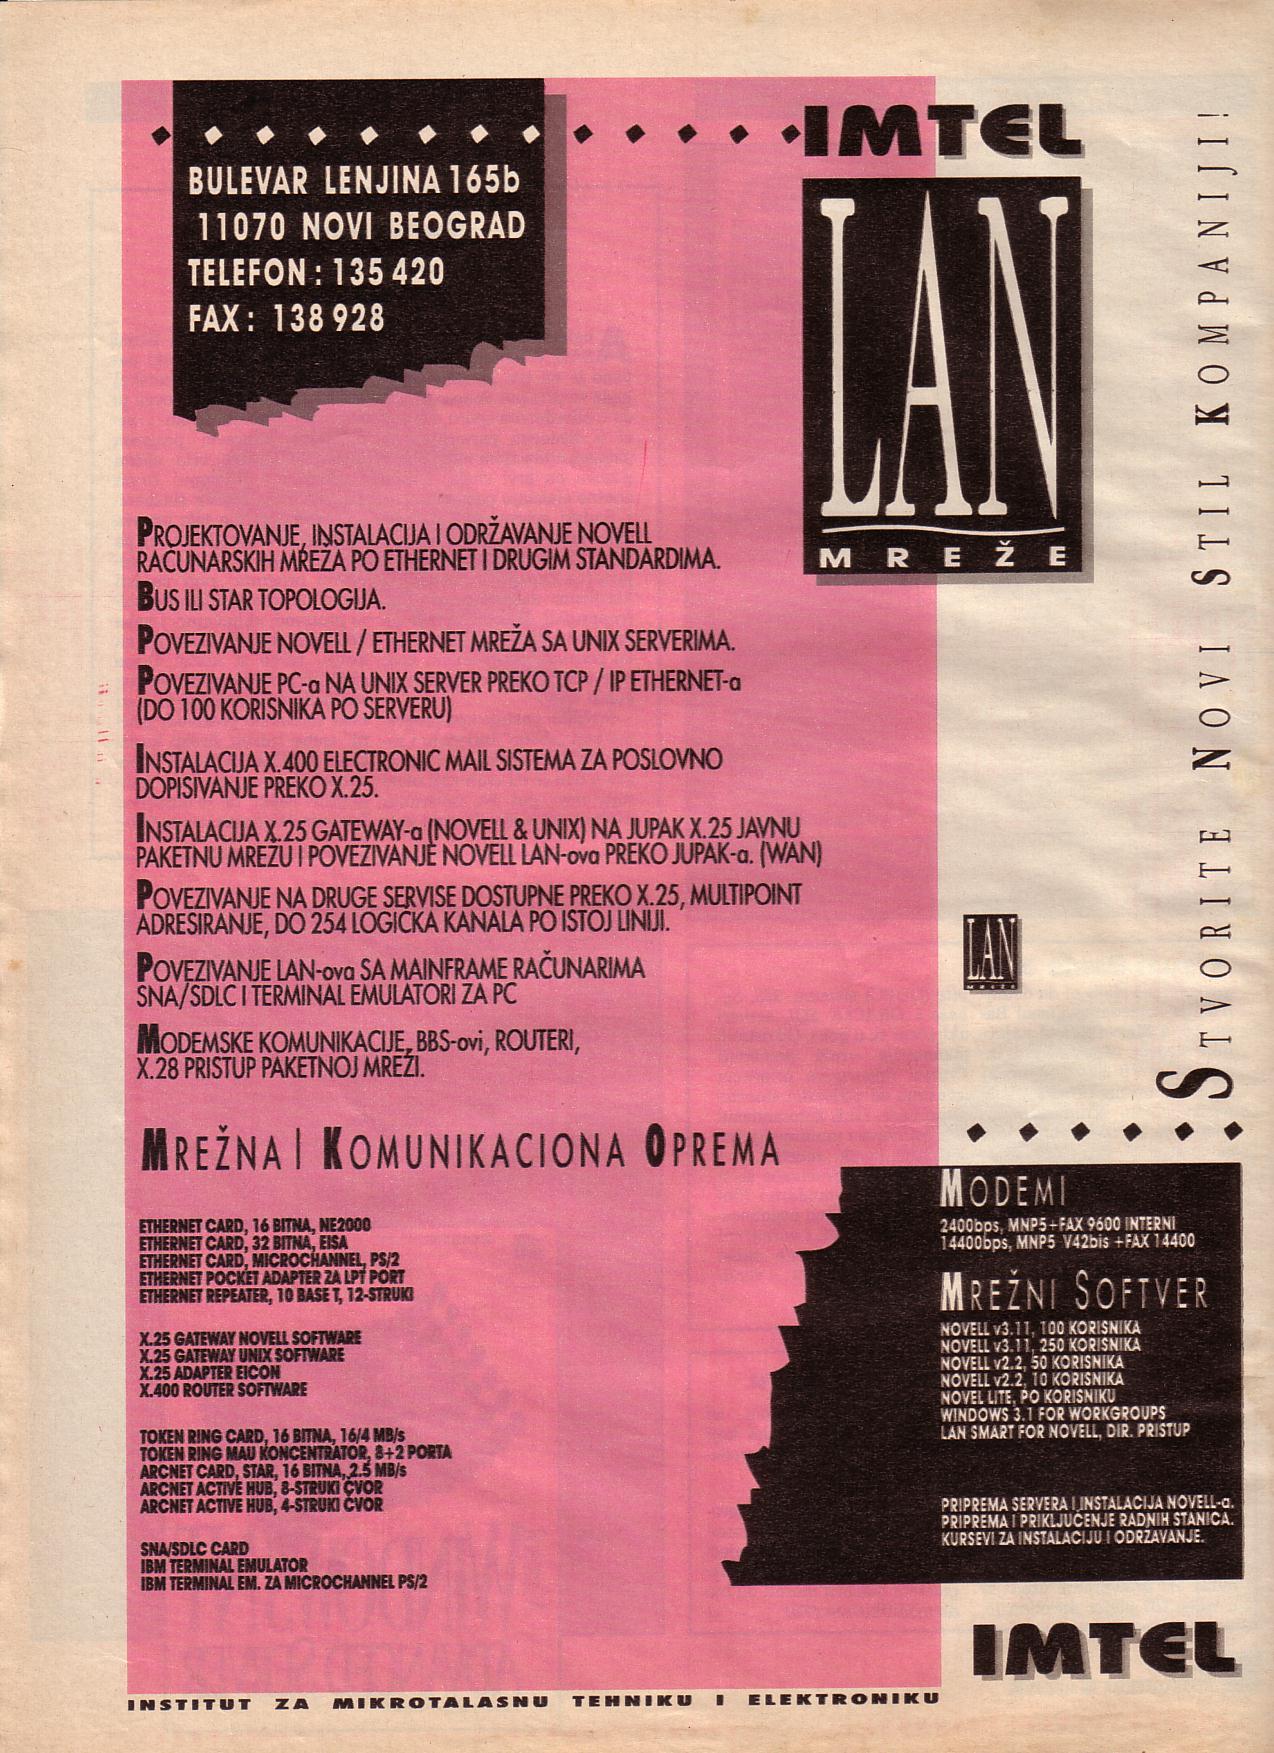 BULEVAR LENJINA 165b
11070 NOVI BEOGRAD
TELEFON: 135 420
FAX: 138 928
IMTEL
LAN
MREŽE
STVORITE NOVI STIL KOMPANIJI!
PROJEKTOVANJE, INSTALACIJA I ODRŽAVANJE NOVELL
RAČUNARSKIH MREŽA PO ETHERNET I DRUGIM STANDARDIMA.
BUS ILI STAR TOPOLOGIJA.
POVEZIVANJE NOVELL / ETHERNET MREŽA SA UNIX SERVERIMA.
POVEZIVANJE PC-a NA UNIX SERVER PREKO TCP / IP ETHERNET-a
(DO 100 KORISNIKA PO SERVERU)
INSTALACIJA X.400 ELECTRONIC MAIL SISTEMA ZA POSLOVNO
DOPISIVANJE PREKO X.25.
INSTALACIJA X.25 GATEWAY-a (NOVELL & UNIX) NA JUPAK X.25 JAVNU
PAKETNU MREŽU I POVEZIVANJE NOVELL LAN-ova PREKO JUPAK-a. (WAN)
POVEZIVANJE NA DRUGE SERVISE DOSTUPNE PREKO X.25, MULTIPOINT
ADRESIRANJE, DO 254 LOGIČKA KANALA PO ISTOJ LINIJI.
POVEZIVANJE LAN-ova SA MAINFRAME RAČUNARIMA
SNA/SDLC I TERMINAL EMULATORI ZA PC
MODEMSKE KOMUNIKACIJE, BBS-ovi, ROUTERI,
X.28 PRISTUP PAKETNOJ MREŽI.
LAN
MREŽE
MREŽNA I KOMUNIKACIONA OPREMA
ETHERNET CARD, 16 BITNA, NE2000
ETHERNET CARD, 32 BITNA, EISA
ETHERNET CARD, MICROCHANNEL, PS/2
ETHERNET POCKET ADAPTER ZA LPT PORT
ETHERNET REPEATER, 10 BASE T, 12-STRUKI
X.25 GATEWAY NOVELL SOFTWARE
X.25 GATEWAY UNIX SOFTWARE
X.25 ADAPTER EICON
X.400 ROUTER SOFTWARE
TOKEN RING CARD, 16 BITNA, 16/4 MB/s
TOKEN RING MAU KONCENTRATOR, 8+2 PORTA
ARCNET CARD, STAR, 16 BITNA, 2.5 MB/s
ARCNET ACTIVE HUB, 8-STRUKI ČVOR
ARCNET ACTIVE HUB, 4-STRUKI ČVOR
SNA/SDLC CARD
IBM TERMINAL EMULATOR
IBM TERMINAL EM. ZA MICROCHANNEL PS/2
MODEMI
2400bps, MNP5+FAX 9600 INTERNI
14400bps, MNP5 V42bis +FAX 14400
MREŽNI SOFTVER
NOVELL v3.11, 100 KORISNIKA
NOVELL v3.11, 250 KORISNIKA
NOVELL v2.2, 50 KORISNIKA
NOVELL v2.2, 10 KORISNIKA
NOVEL LITE, PO KORISNIKU
WINDOWS 3.1 FOR WORKGROUPS
LAN SMART FOR NOVELL, DIR. PRISTUP
PRIPREMA SERVERA I INSTALACIJA NOVELL-a.
PRIPREMA I PRIKLJUČENJE RADNIH STANICA.
KURSEVI ZA INSTALACIJU I ODRZAVANJE.
IMTEL
INSTITUT ZA MIKROTALASNU TEHNIKU I ELEKTRONIKU